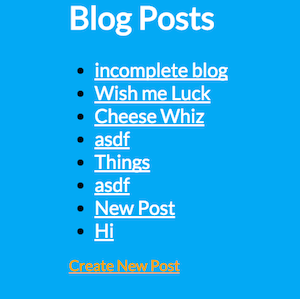 Blog Posts
incomplete blog
Wish me Luck
Cheese Whiz
asdf
Things
asdf
New Post
Hi
Create New Post